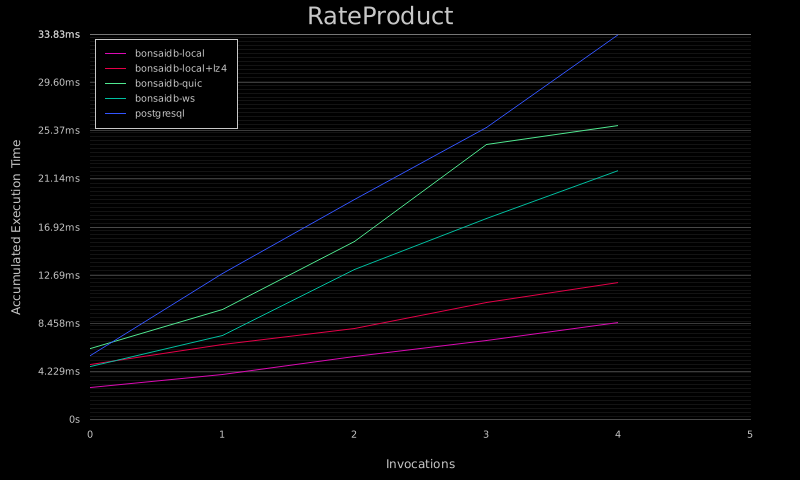 RateProduct
33.83ms
29.60ms
25.37ms
21.14ms
16.92ms
12.69ms
8.458ms
4.229ms
0s
bonsaidb-local
bonsaidb-local+lz4
bonsaidb-quic
bonsaidb-ws
postgresql
Accumulated Execution Time
0 1 2 3 4 5
Invocations